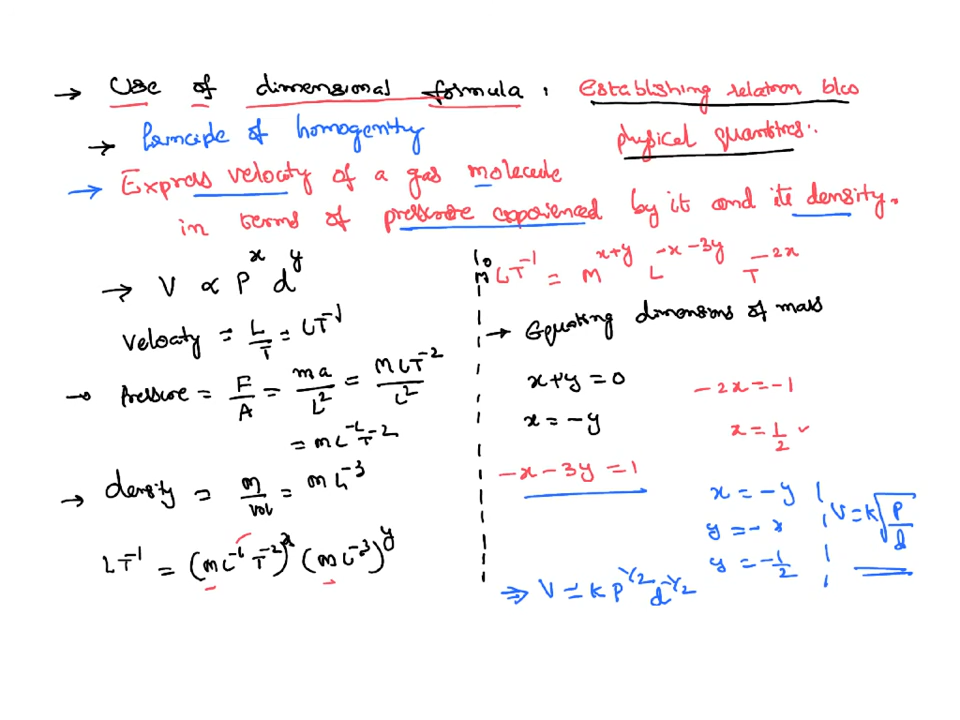 → Use of dimensional formula : Establishing relation b/w physical quantities:.
→ Principle of homogenity
→ Express velocity of a gas molecule
in terms of pressure experienced by it and its density.
→ V ∝ P^x d^y
Velocity = L/T = LT^-1
→ Pressure = F/A = ma/L^2 = MLT^-2/L^2
= ML^-1T^-2
→ density = m/vol = ML^-3
LT^-1 = (ML^-1T^-2)^x (ML^-3)^y
M^0LT^-1 = M^x+y L^-x-3y T^-2x
→ Equating dimensions of mass
x+y=0
x=-y
-x-3y=1
-2x=-1
x=1/2 ✓
x=-y
y=-x
y=-1/2
⇒ V = k P^1/2 d^-1/2
V=k√P/d